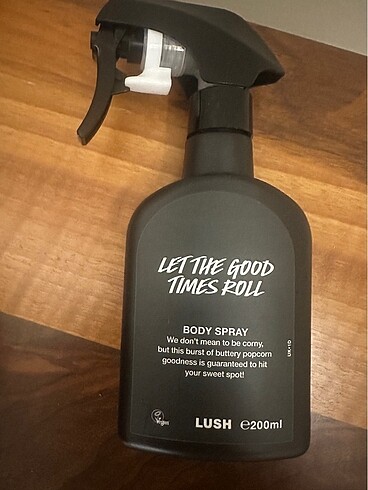 LET THE GOOD
TIMES ROLL
BODY SPRAY
We don't mean to be corny,
but this burst of buttery popcorn
goodness is guaranteed to hit
your sweet spot!
vegan
LUSH ℮200ml